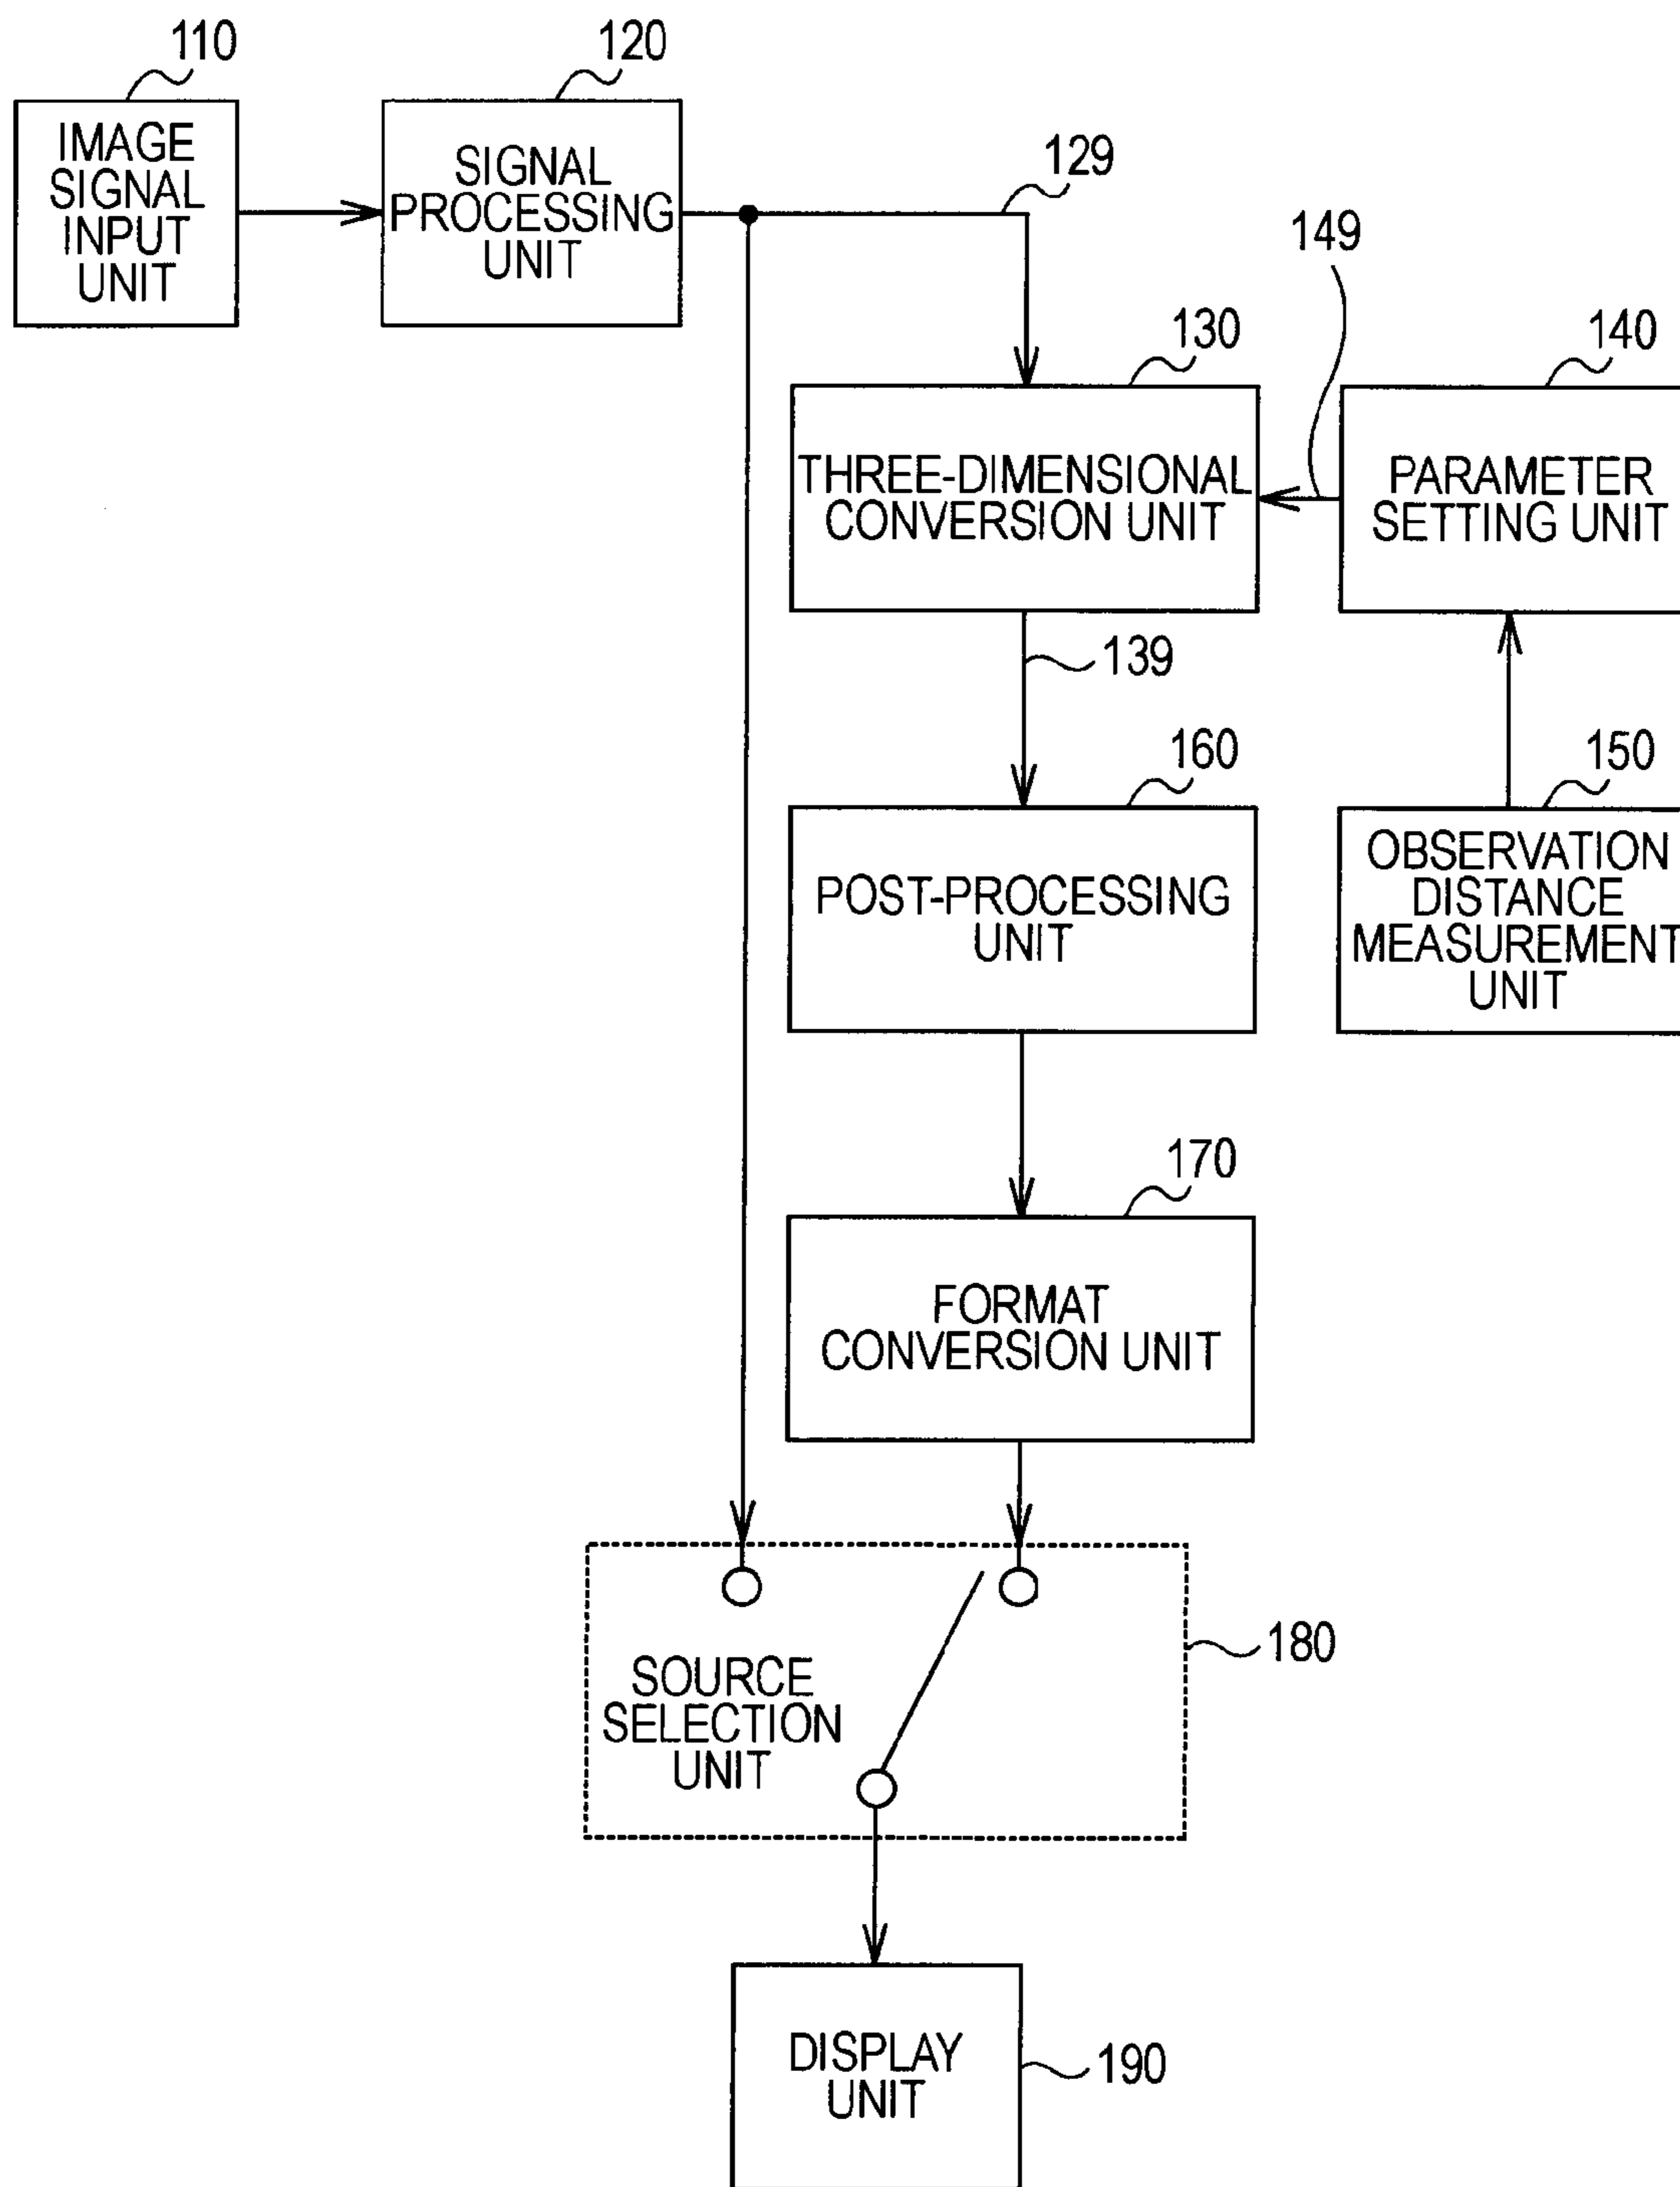 110
120
IMAGE
SIGNAL
INPUT
UNIT
SIGNAL
PROCESSING
UNIT
129
149
130
140
THREE-DIMENSIONAL
CONVERSION UNIT
PARAMETER
SETTING UNIT
139
160
150
POST-PROCESSING
UNIT
OBSERVATION
DISTANCE
MEASUREMENT
UNIT
170
FORMAT
CONVERSION UNIT
180
SOURCE
SELECTION
UNIT
DISPLAY
UNIT
190